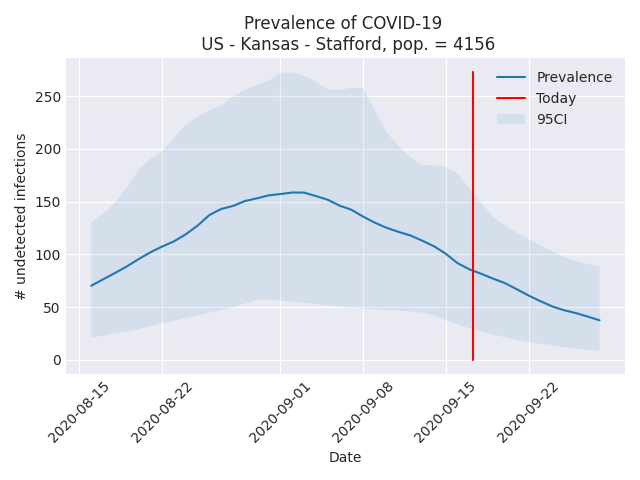 Prevalence of COVID-19
US - Kansas - Stafford, pop. = 4156
Prevalence
Today
95CI
# undetected infections
250
200
150
100
50
0
2020-08-15
2020-08-22
2020-09-01
2020-09-08
2020-09-15
2020-09-22
Date